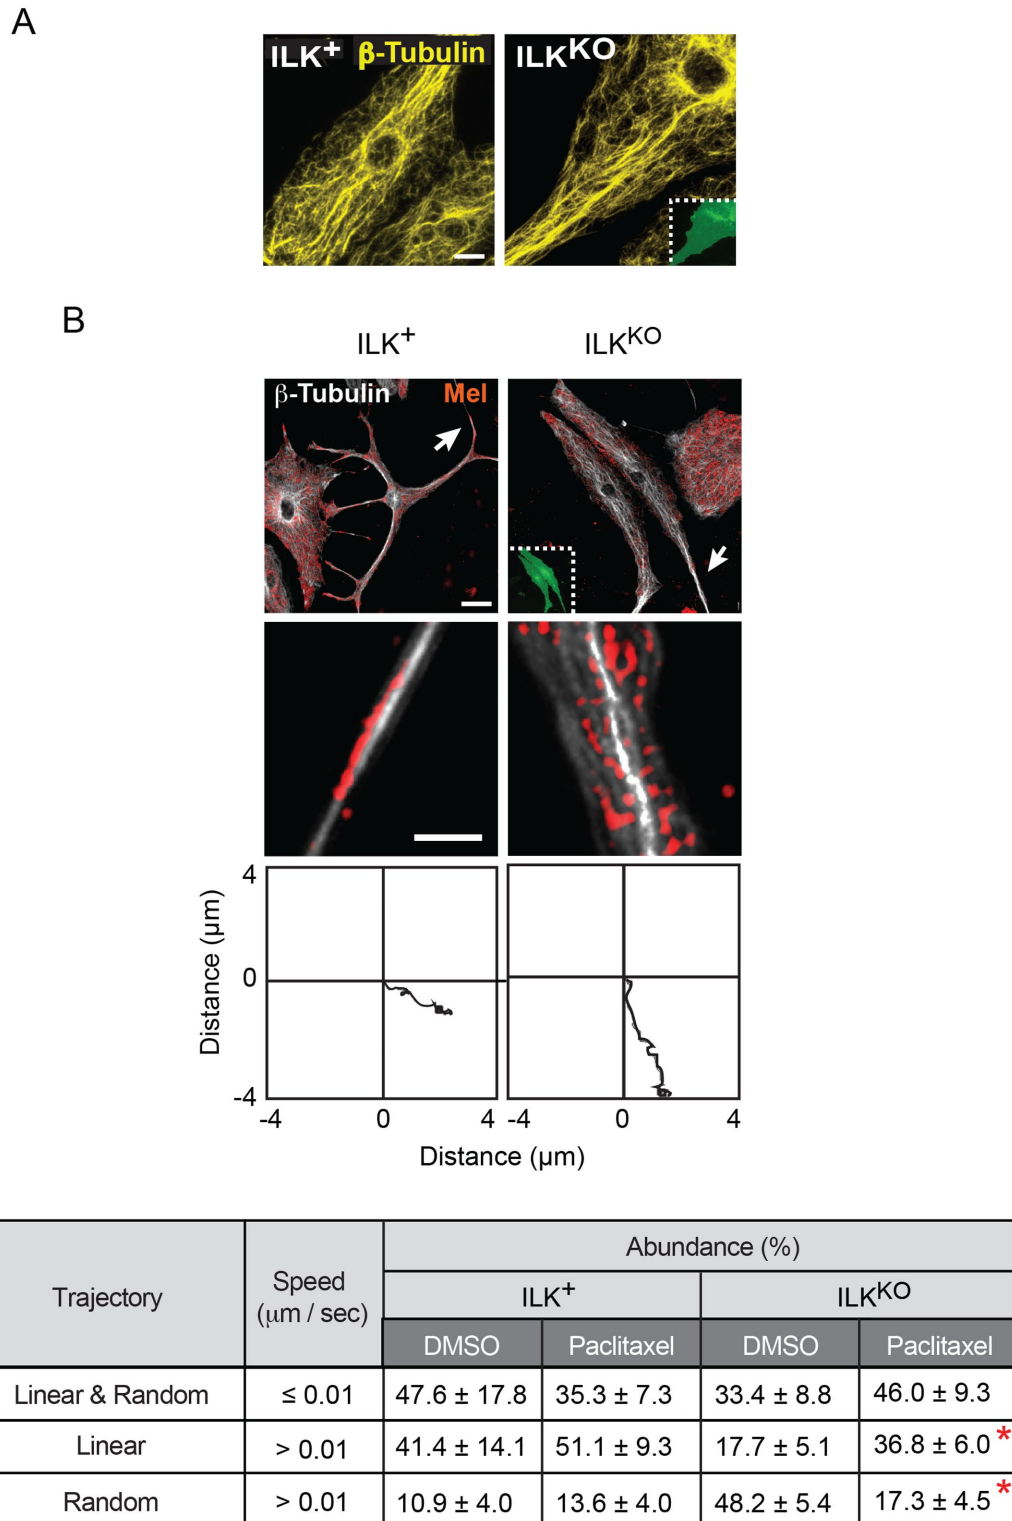 A
ILK+ β-Tubulin
ILKKO
B
ILK+
ILKKO
β-Tubulin Mel
4
0
-4
Distance (μm)
-4 0 4
-4 0 4
Distance (μm)
Trajectory
Speed
(μm / sec)
Abundance (%)
ILK+ ILKKO
DMSO Paclitaxel DMSO Paclitaxel
Linear & Random ≤ 0.01 47.6 ± 17.8 35.3 ± 7.3 33.4 ± 8.8 46.0 ± 9.3
Linear > 0.01 41.4 ± 14.1 51.1 ± 9.3 17.7 ± 5.1 36.8 ± 6.0 *
Random > 0.01 10.9 ± 4.0 13.6 ± 4.0 48.2 ± 5.4 17.3 ± 4.5 *